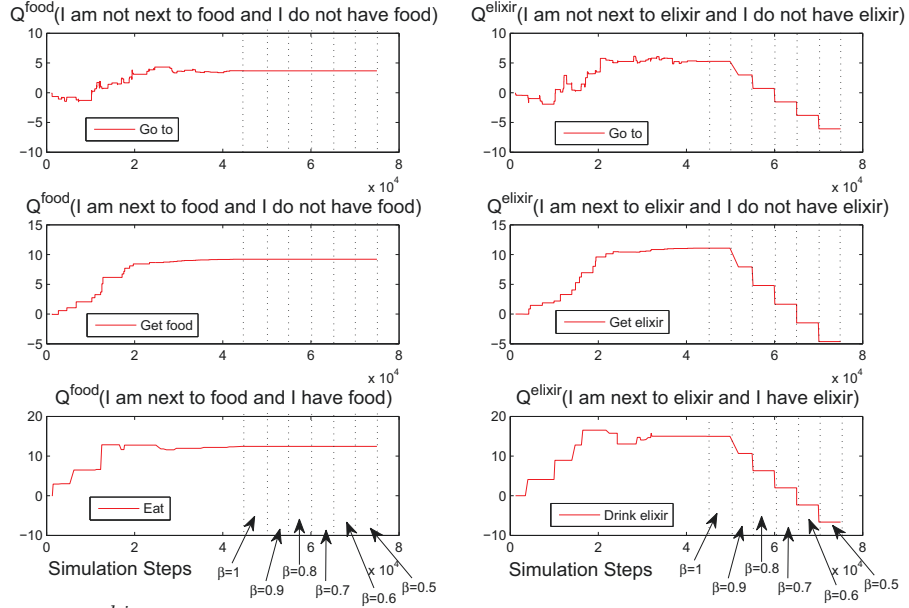 Q^food(I am not next to food and I do not have food)
10
5
0
−5
−10
Go to
0 2 4 6 8
x 10^4
Q^food(I am next to food and I do not have food)
15
10
5
0
−5
Get food
0 2 4 6 8
x 10^4
Q^food(I am next to food and I have food)
20
10
0
−10
Eat
0 2 4 6 8
x 10^4
Simulation Steps
β=1
β=0.9
β=0.8
β=0.7
β=0.6
β=0.5
Q^elixir(I am not next to elixir and I do not have elixir)
10
5
0
−5
−10
Go to
0 2 4 6 8
x 10^4
Q^elixir(I am next to elixir and I do not have elixir)
15
10
5
0
−5
Get elixir
0 2 4 6 8
x 10^4
Q^elixir(I am next to elixir and I have elixir)
20
10
0
−10
Drink elixir
0 2 4 6 8
x 10^4
Simulation Steps
β=1
β=0.9
β=0.8
β=0.7
β=0.6
β=0.5